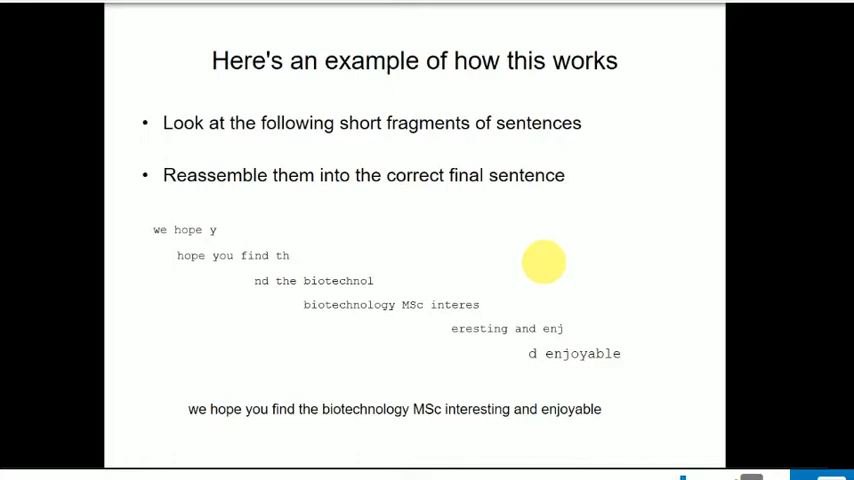 Here's an example of how this works
• Look at the following short fragments of sentences
• Reassemble them into the correct final sentence
we hope y
hope you find th
nd the biotechnol
biotechnology MSc interes
eresting and enj
d enjoyable
we hope you find the biotechnology MSc interesting and enjoyable